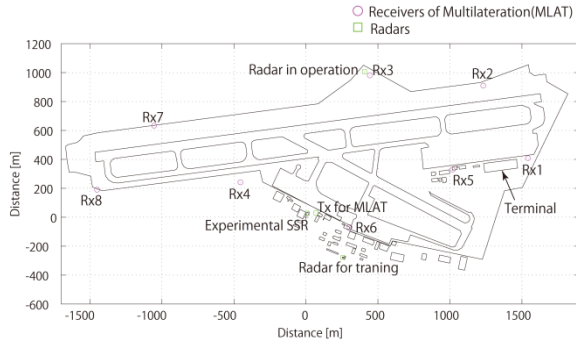 Receivers of Multilateration(MLAT)
Radars
1200
1000
800
600
400
200
0
-200
-400
-600
Distance [m]
Radar in operation
Rx3
Rx2
Rx7
Rx8
Rx4
Rx5
Rx1
Terminal
Tx for MLAT
Experimental SSR
Rx6
Radar for traning
-1500
-1000
-500
0
500
1000
1500
Distance [m]